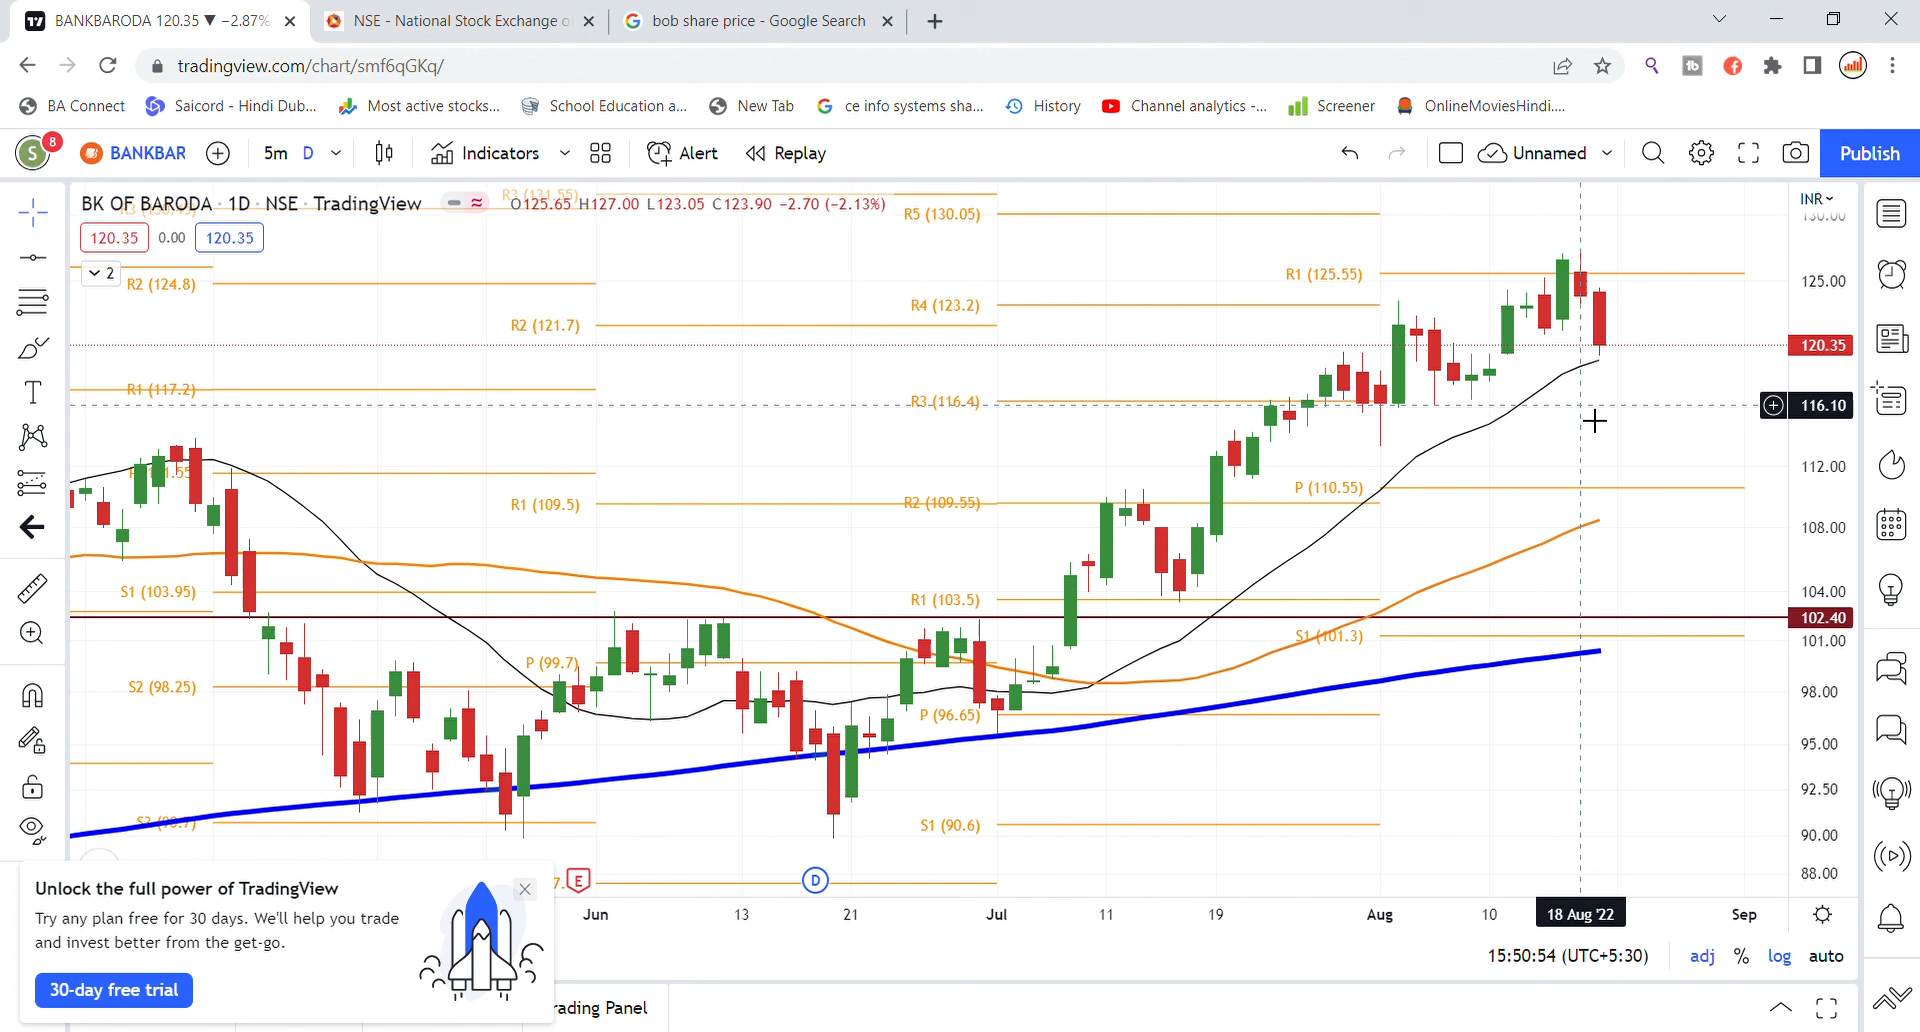 BANKBARODA 120.35 ▼ −2.87%
NSE - National Stock Exchange o
bob share price - Google Search
tradingview.com/chart/smf6qGKq/
BA Connect
Saicord - Hindi Dub...
Most active stocks...
School Education a...
New Tab
ce info systems sha...
History
Channel analytics -...
Screener
OnlineMoviesHindi....
S 8
BANKBAR
5m D
Indicators
Alert
Replay
Unnamed
Publish
BK OF BARODA · 1D · NSE · TradingView
O125.65 H127.00 L123.05 C123.90 −2.70 (−2.13%)
INR
R3 (131.55)
130.00
R5 (130.05)
120.35 0.00 120.35
2
R1 (125.55)
125.00
R2 (124.8)
R4 (123.2)
R2 (121.7)
120.35
R1 (117.2)
R3 (116.4)
116.10
112.00
P (110.55)
R1 (109.5)
R2 (109.55)
108.00
S1 (103.95)
R1 (103.5)
104.00
102.40
S1 (101.3)
101.00
P (99.7)
S2 (98.25)
98.00
P (96.65)
95.00
92.50
S1 (90.6)
90.00
88.00
E
D
Jun 13 21 Jul 11 19 Aug 10 18 Aug '22 Sep
Unlock the full power of TradingView
Try any plan free for 30 days. We'll help you trade
and invest better from the get-go.
30-day free trial
15:50:54 (UTC+5:30)
adj % log auto
rading Panel